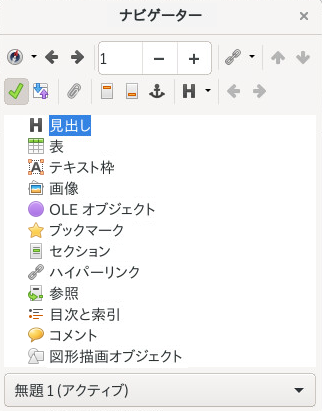 ナビゲーター
1
見出し
表
テキスト枠
画像
OLE オブジェクト
ブックマーク
セクション
ハイパーリンク
参照
目次と索引
コメント
図形描画オブジェクト
無題 1 (アクティブ)